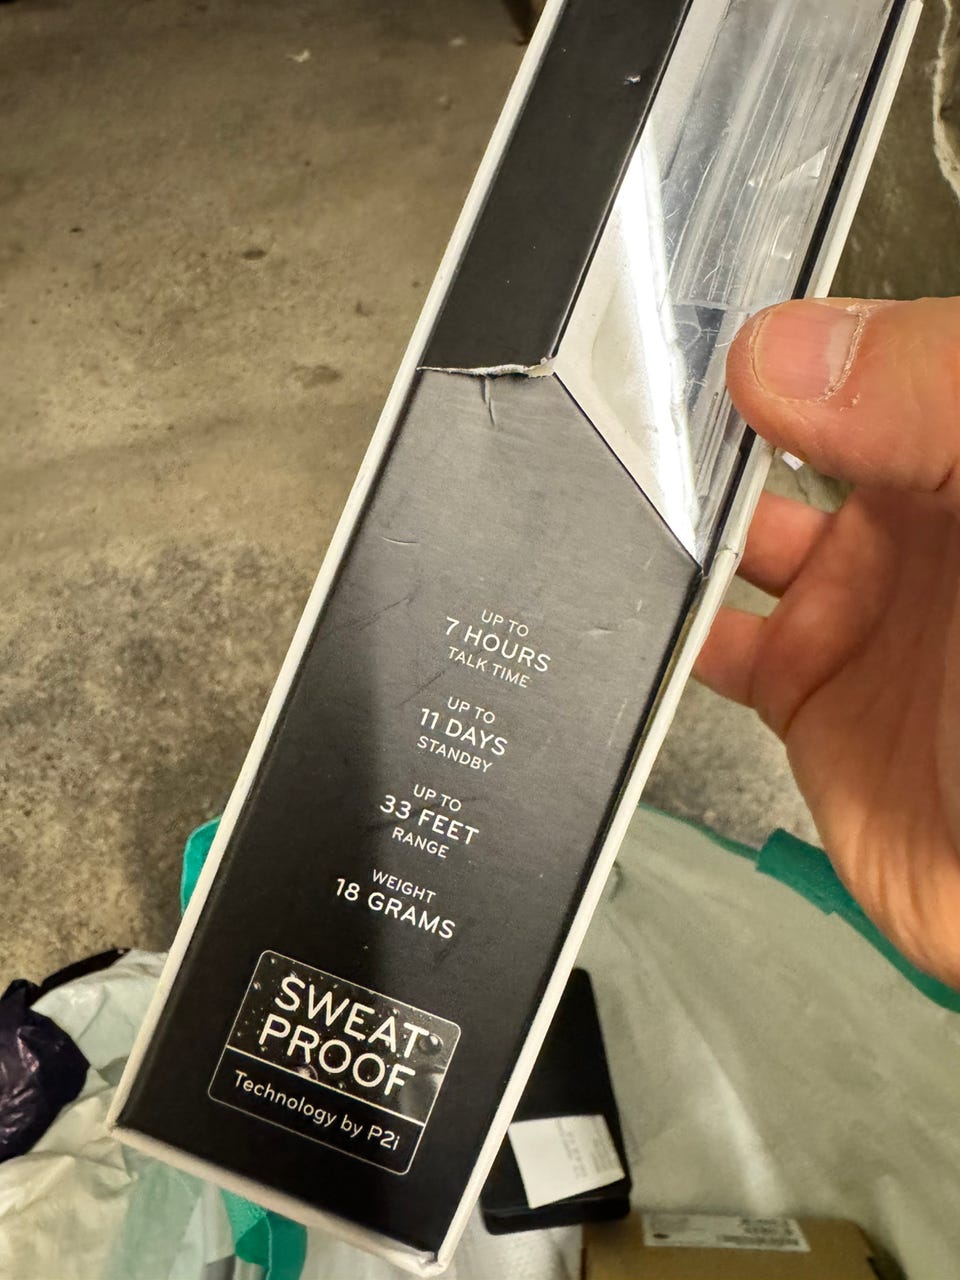 UP TO
7 HOURS
TALK TIME
UP TO
11 DAYS
STANDBY
UP TO
33 FEET
RANGE
WEIGHT
18 GRAMS
SWEAT
PROOF
Technology by P2i